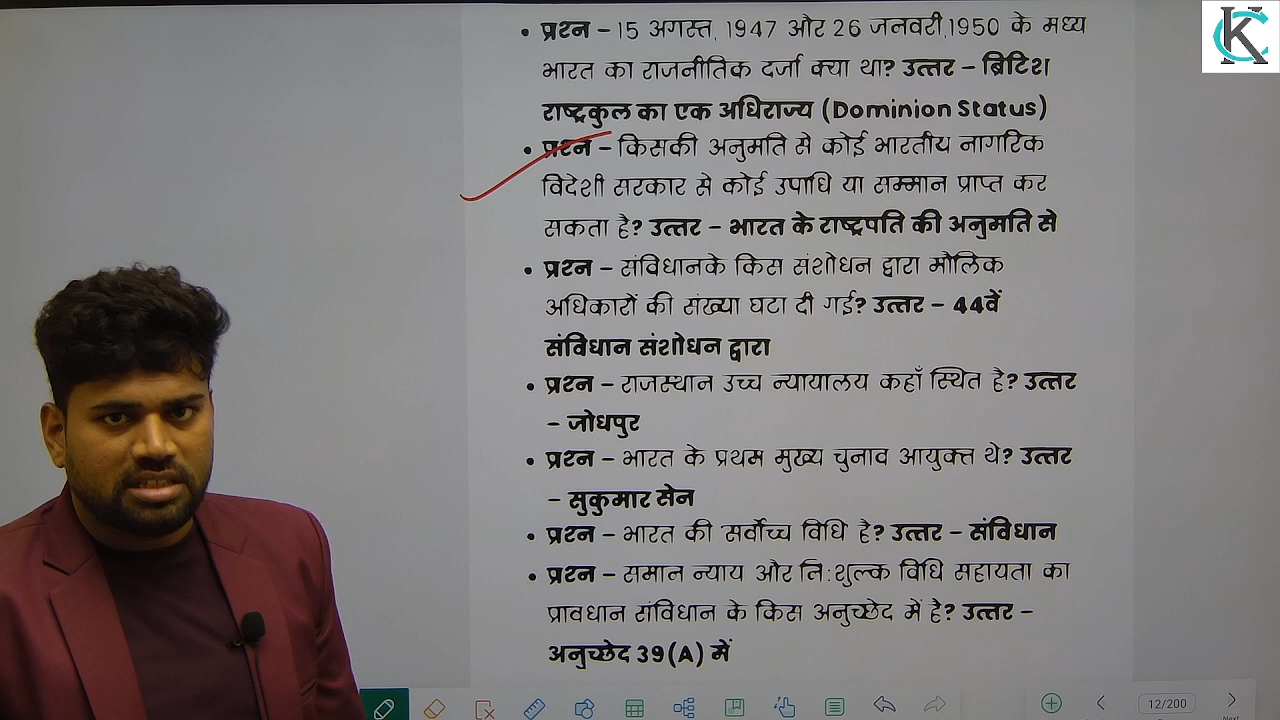 • प्रश्न – 15 अगस्त, 1947 और 26 जनवरी,1950 के मध्य
भारत का राजनीतिक दर्जा क्या था? उत्तर – ब्रिटिश
राष्ट्रकुल का एक अधिराज्य (Dominion Status)
• प्रश्न – किसकी अनुमति से कोई भारतीय नागरिक
विदेशी सरकार से कोई उपाधि या सम्मान प्राप्त कर
सकता है? उत्तर – भारत के राष्ट्रपति की अनुमति से
• प्रश्न – संविधानके किस संशोधन द्वारा मौलिक
अधिकारों की संख्या घटा दी गई? उत्तर – 44वें
संविधान संशोधन द्वारा
• प्रश्न – राजस्थान उच्च न्यायालय कहाँ स्थित है? उत्तर
– जोधपुर
• प्रश्न – भारत के प्रथम मुख्य चुनाव आयुक्त थे? उत्तर
– सुकुमार सेन
• प्रश्न – भारत की सर्वोच्च विधि है? उत्तर – संविधान
• प्रश्न – समान न्याय और नि:शुल्क विधि सहायता का
प्रावधान संविधान के किस अनुच्छेद में है? उत्तर –
अनुच्छेद 39(A) में
12/200
Next
KC